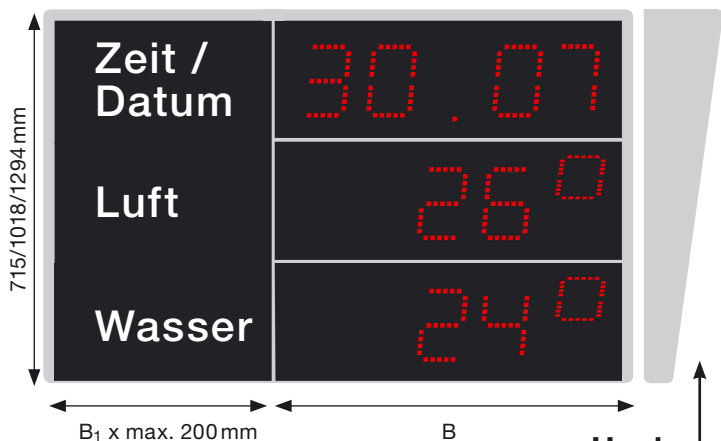 Zeit /
Datum
30.07
Luft
26°
Wasser
24°
715/1018/1294 mm
B₁ x max. 200 mm
B